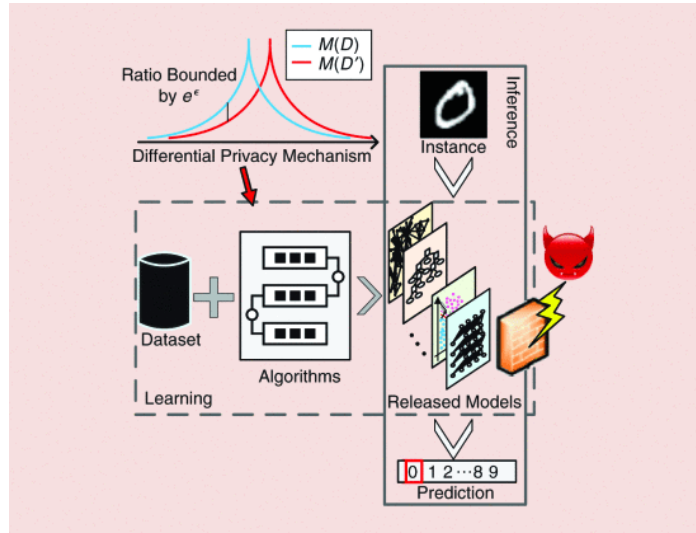 M(D)
M(D′)
Ratio Bounded
by e^ϵ
Differential Privacy Mechanism
Inference
Instance
Dataset
Algorithms
Learning
Released Models
0 1 2 ··· 8 9
Prediction